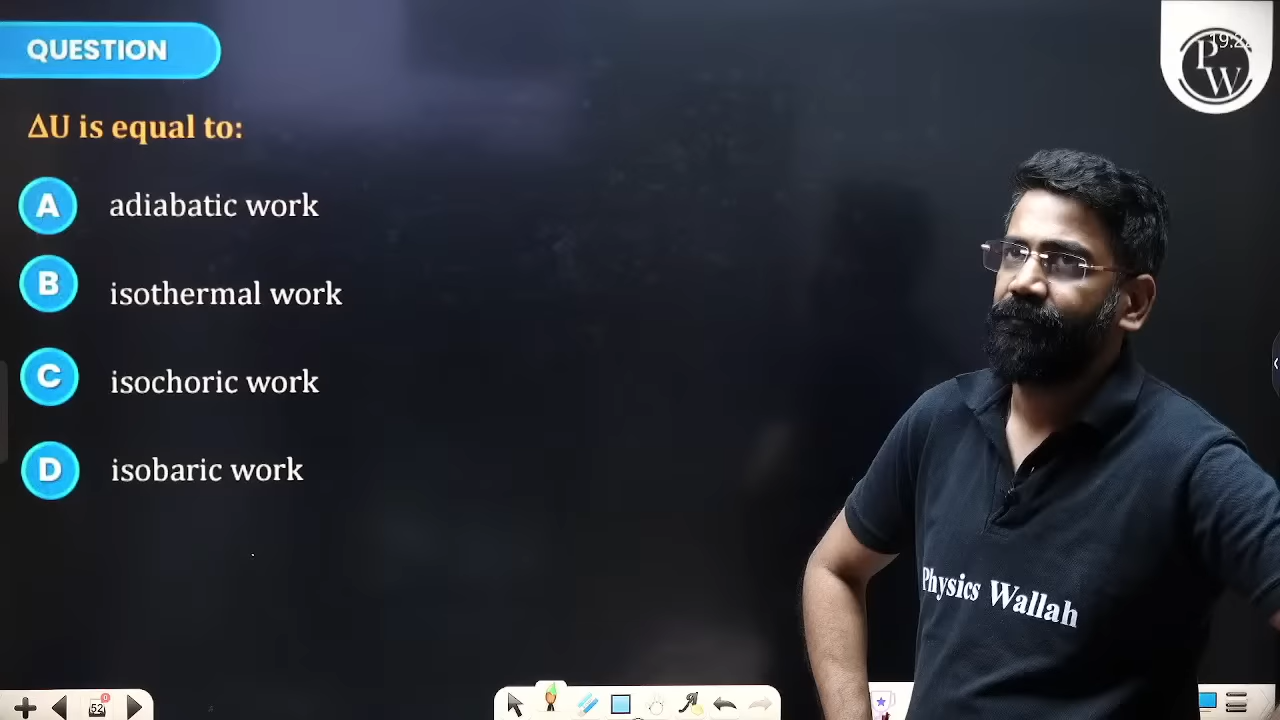 QUESTION
ΔU is equal to:
A adiabatic work
B isothermal work
C isochoric work
D isobaric work
PW
Physics Wallah
52